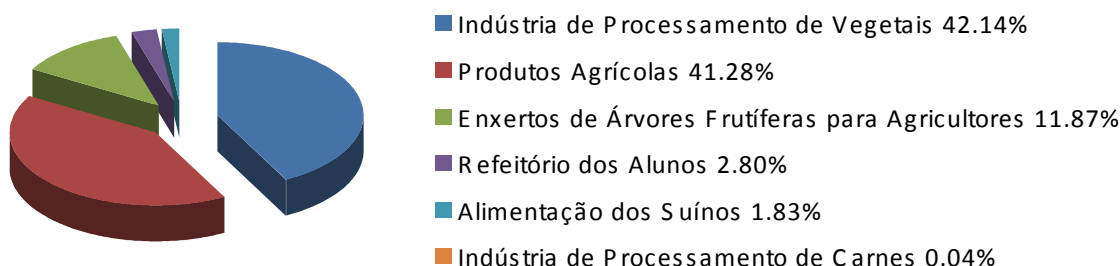 Indústria de Processamento de Vegetais 42.14%
Produtos Agrícolas 41.28%
Enxertos de Árvores Frutíferas para Agricultores 11.87%
Refeitório dos Alunos 2.80%
Alimentação dos Suínos 1.83%
Indústria de Processamento de Carnes 0.04%